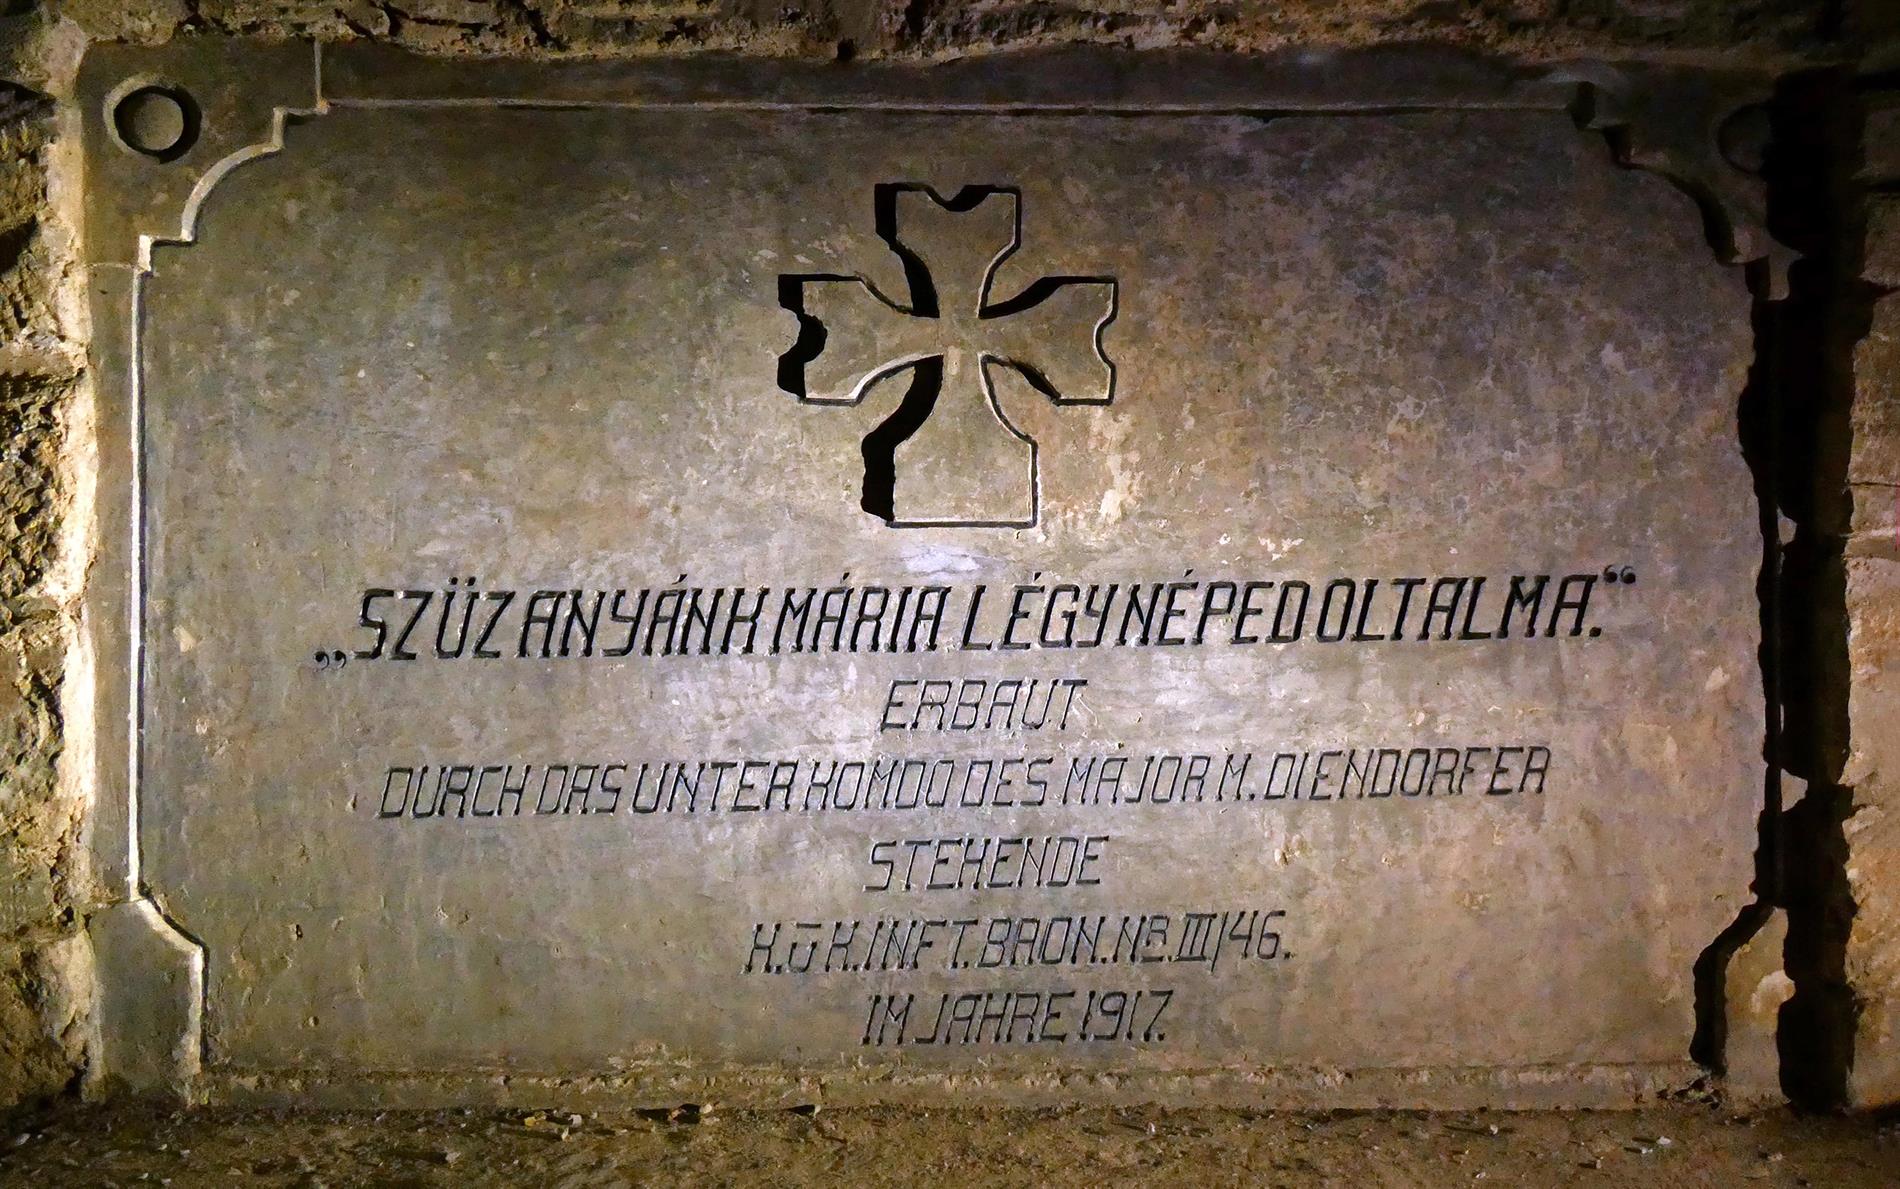 „SZÜZ ANYÁNK MÁRIA LÉGY NÉPED OLTALMA.“
ERBAUT
DURCH DAS UNTER KOMDO DES MAJOR M. DIENDORFER
STEHENDE
K. ū K. INFT. BAON. NR. III/46.
IM JAHRE 1917.